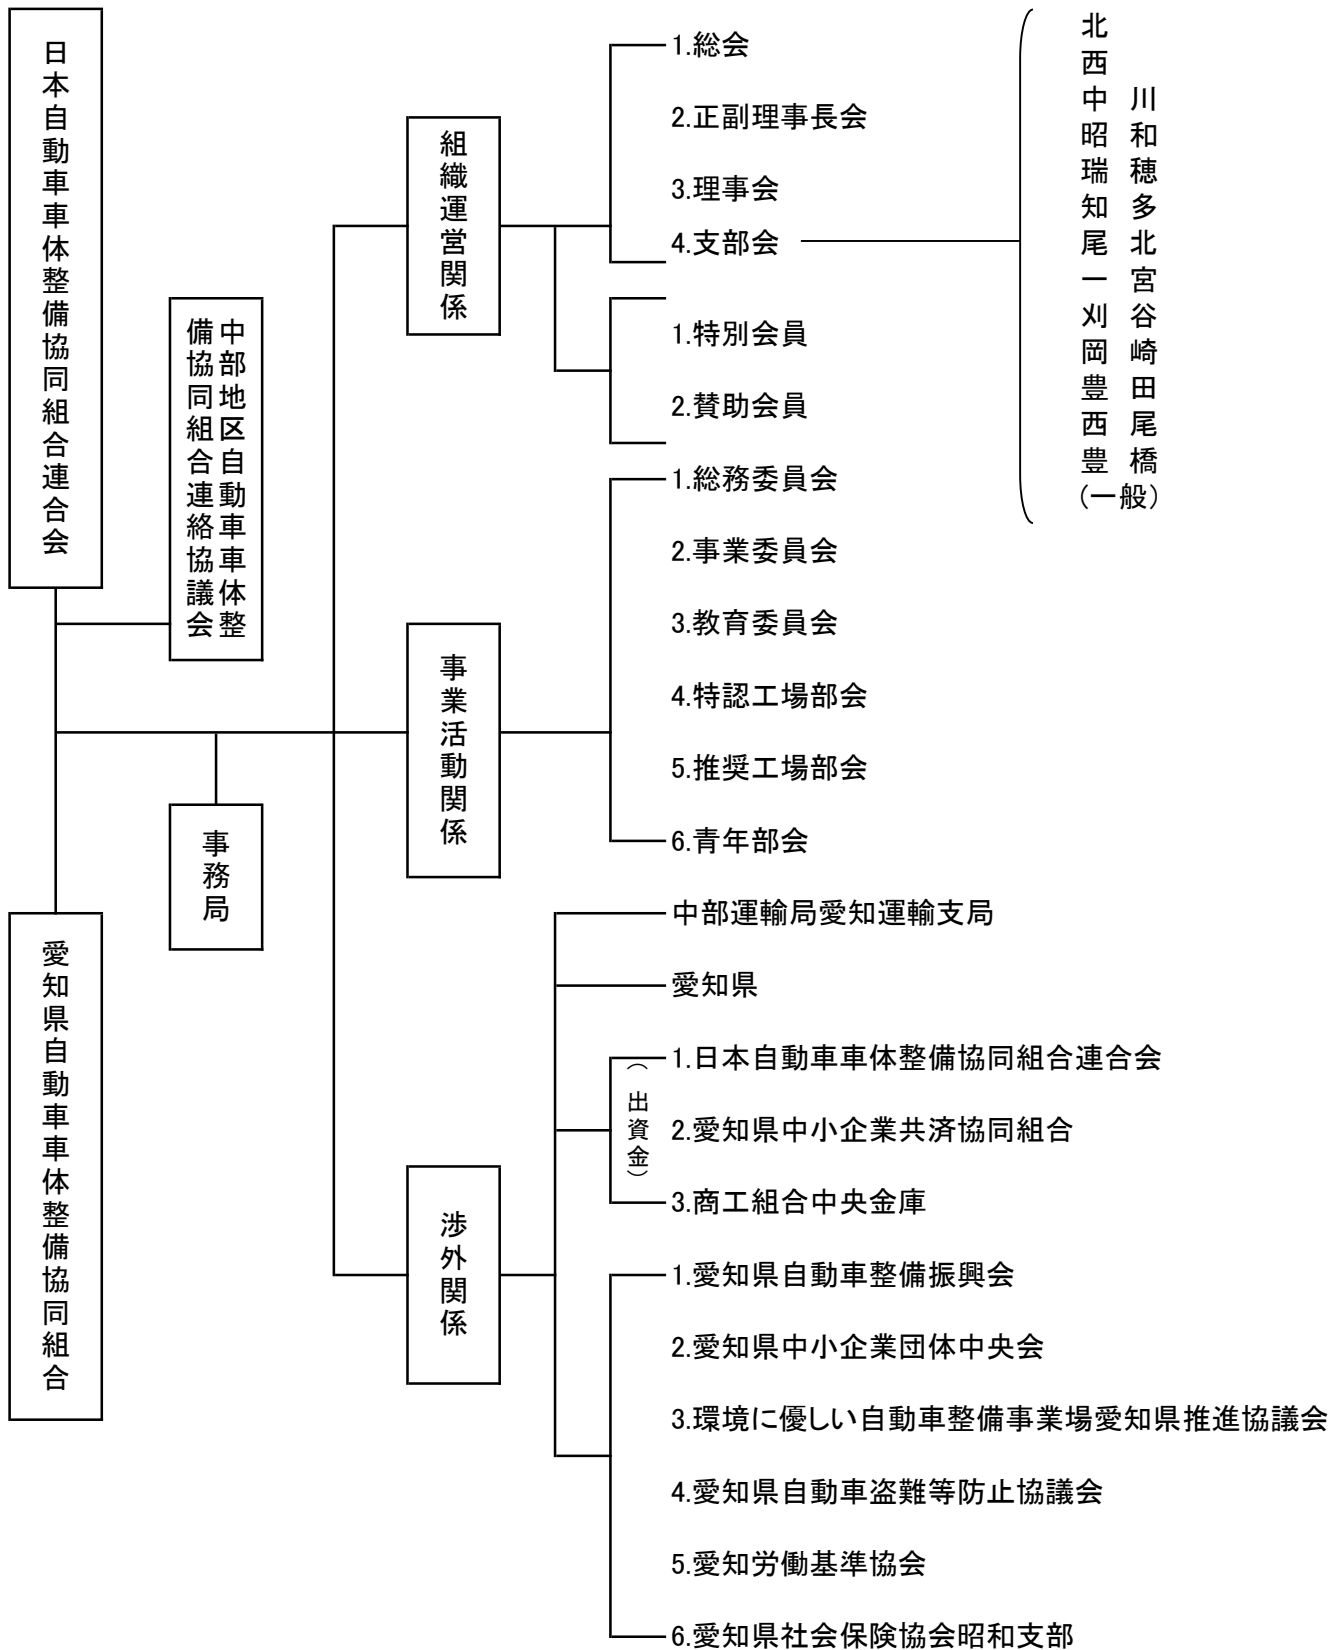 日本自動車車体整備協同組合連合会
中部地区自動車車体整
備協同組合連絡協議会
事務局
愛知県自動車車体整備協同組合
組織運営関係
1.総会
2.正副理事長会
3.理事会
4.支部会
北
西
中川
昭和
瑞穂
知多
尾北
一宮
刈谷
岡崎
豊田
西尾
豊橋
(一般)
1.特別会員
2.賛助会員
事業活動関係
1.総務委員会
2.事業委員会
3.教育委員会
4.特認工場部会
5.推奨工場部会
6.青年部会
渉外関係
中部運輸局愛知運輸支局
愛知県
(出資金)
1.日本自動車車体整備協同組合連合会
2.愛知県中小企業共済協同組合
3.商工組合中央金庫
1.愛知県自動車整備振興会
2.愛知県中小企業団体中央会
3.環境に優しい自動車整備事業場愛知県推進協議会
4.愛知県自動車盗難等防止協議会
5.愛知労働基準協会
6.愛知県社会保険協会昭和支部